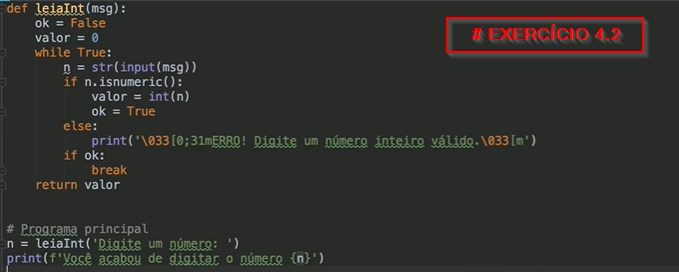 def leiaInt(msg):
# EXERCÍCIO 4.2
    ok = False
    valor = 0
    while True:
        n = str(input(msg))
        if n.isnumeric():
            valor = int(n)
            ok = True
        else:
            print('\033[0;31mERRO! Digite um número inteiro válido.\033[m')
        if ok:
            break
    return valor
# Programa principal
n = leiaInt('Digite um número: ')
print(f'Você acabou de digitar o número {n}')